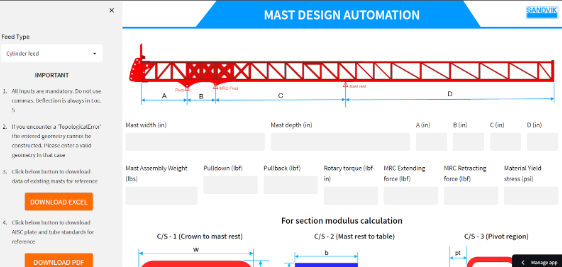 MAST DESIGN AUTOMATION
SANDVIK
×
Feed Type
Cylinder feed
IMPORTANT
1. All inputs are mandatory. Do not use
commas. Deflection is always in
2. If you encounter a 'TopologicalError'
the entered geometry cannot be
constructed. Please enter a valid
geometry in that case
3. Click below button to download
data of existing masts for reference
DOWNLOAD EXCEL
4. Click below button to download
AISC plate and tube standards for
reference
DOWNLOAD PDF
Pivot
MRC Pivot
Mast rest
A
B
C
D
Mast width (in)
Mast depth (in)
A (in)
B (in)
C (in)
D (in)
Mast Assembly Weight
(lbs)
Pulldown (lbf)
Pullback (lbf)
Rotary torque (lbf-
in)
MRC Extending
force (lbf)
MRC Retracting
force (lbf)
Material Yield
stress (psi)
For section modulus calculation
C/S - 1 (Crown to mast rest)
C/S - 2 (Mast rest to table)
C/S - 3 (Pivot region)
w
b
pt
Manage app